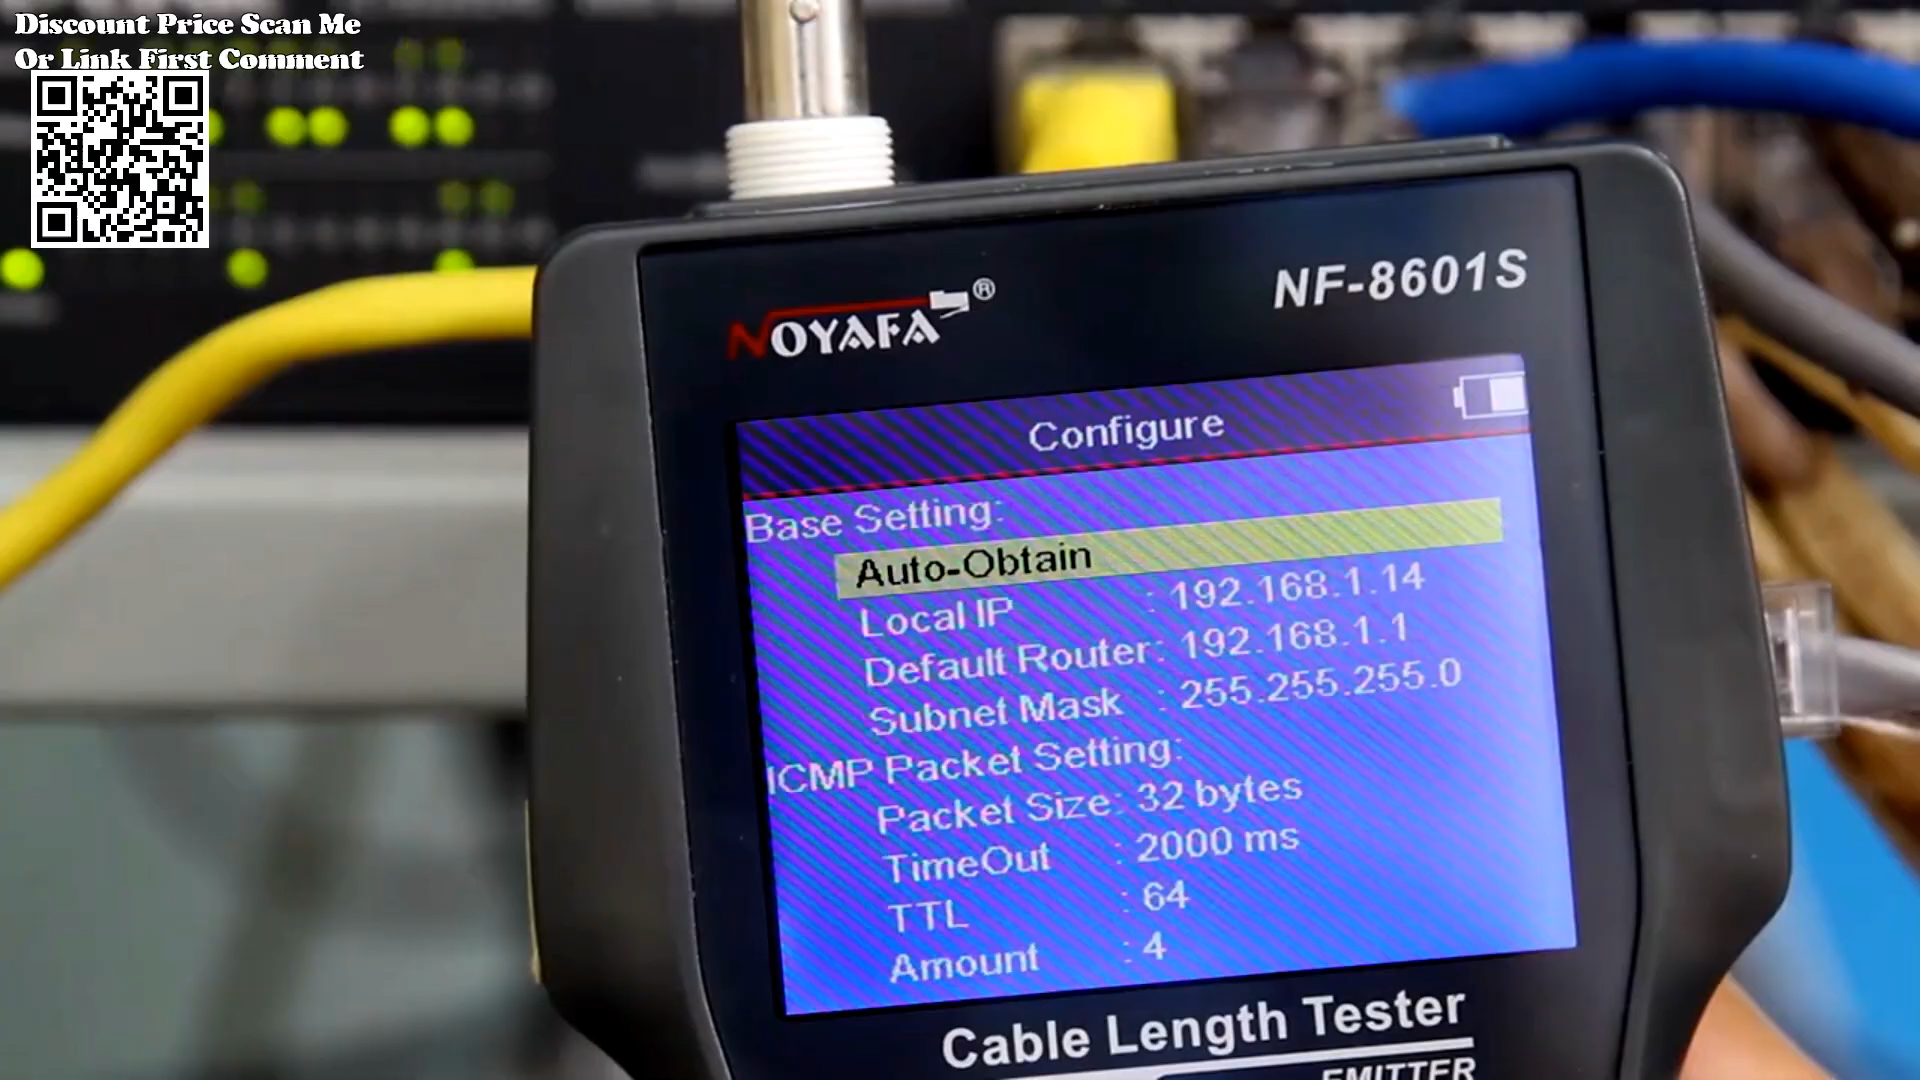 Discount Price Scan Me
Or Link First Comment
NOYAFA®
NF-8601S
Configure
Base Setting:
Auto-Obtain
Local IP : 192.168.1.14
Default Router: 192.168.1.1
Subnet Mask : 255.255.255.0
ICMP Packet Setting:
Packet Size: 32 bytes
TimeOut : 2000 ms
TTL : 64
Amount : 4
Cable Length Tester
EMITTER